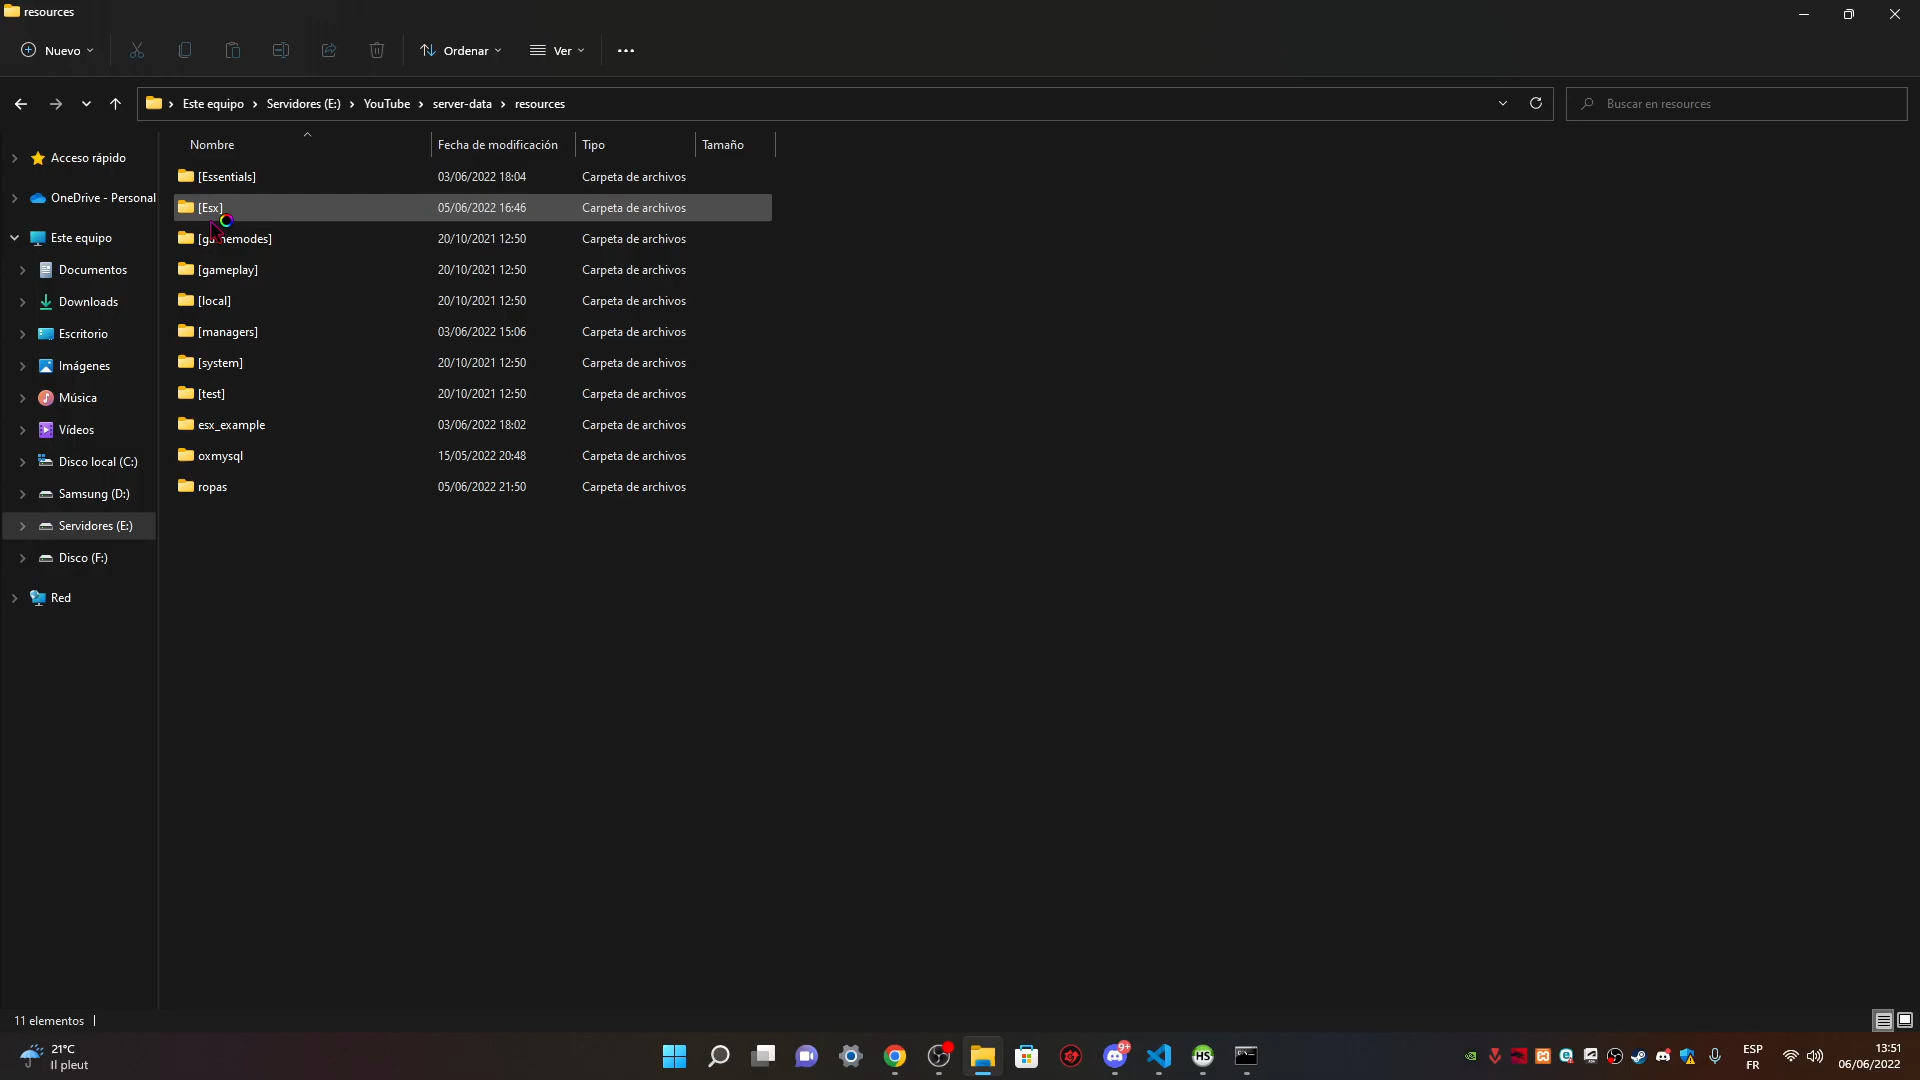 resources
Nuevo
Ordenar
Ver
Este equipo > Servidores (E:) > YouTube > server-data > resources
Buscar en resources
Acceso rápido
OneDrive - Personal
Este equipo
Documentos
Downloads
Escritorio
Imágenes
Música
Vídeos
Disco local (C:)
Samsung (D:)
Servidores (E:)
Disco (F:)
Red
Nombre Fecha de modificación Tipo Tamaño
[Essentials] 03/06/2022 18:04 Carpeta de archivos
[Esx] 05/06/2022 16:46 Carpeta de archivos
[gamemodes] 20/10/2021 12:50 Carpeta de archivos
[gameplay] 20/10/2021 12:50 Carpeta de archivos
[local] 20/10/2021 12:50 Carpeta de archivos
[managers] 03/06/2022 15:06 Carpeta de archivos
[system] 20/10/2021 12:50 Carpeta de archivos
[test] 20/10/2021 12:50 Carpeta de archivos
esx_example 03/06/2022 18:02 Carpeta de archivos
oxmysql 15/05/2022 20:48 Carpeta de archivos
ropas 05/06/2022 21:50 Carpeta de archivos
11 elementos
21°C
Il pleut
9+
HS
ESP
FR
13:51
06/06/2022